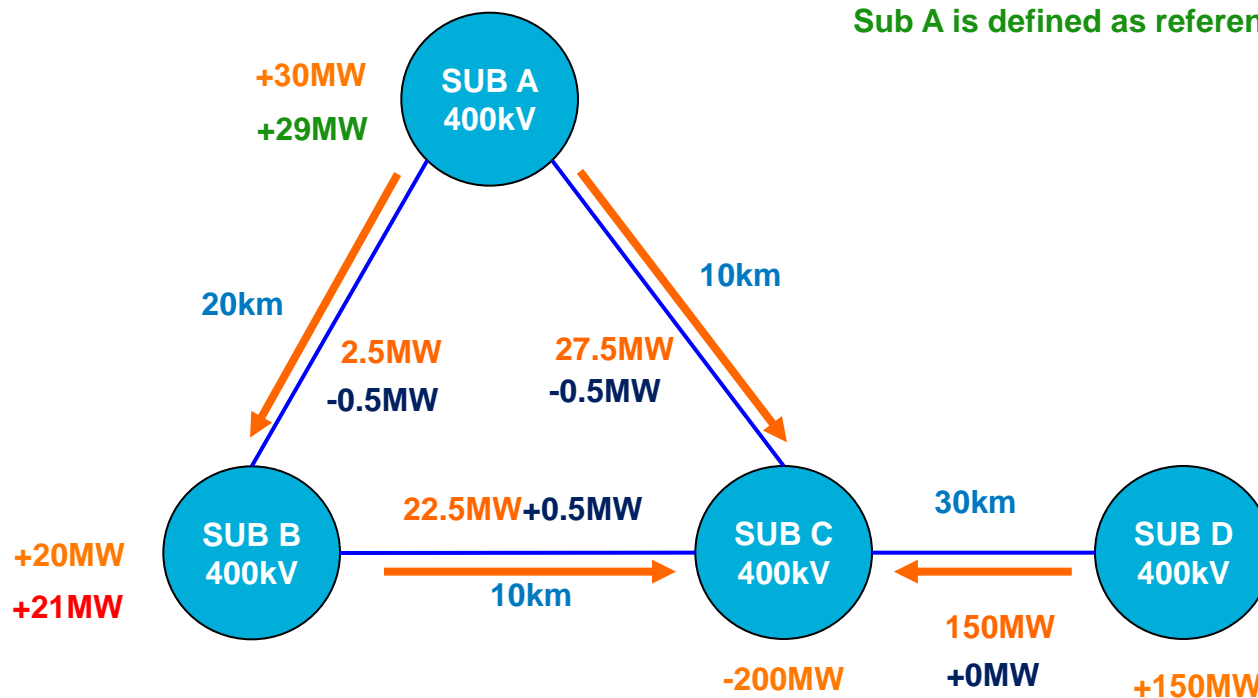 Sub A is defined as referen
+30MW
+29MW
SUB A
400kV
20km
10km
2.5MW
-0.5MW
27.5MW
-0.5MW
22.5MW+0.5MW
30km
+20MW
+21MW
SUB B
400kV
SUB C
400kV
SUB D
400kV
10km
150MW
+0MW
-200MW
+150MW